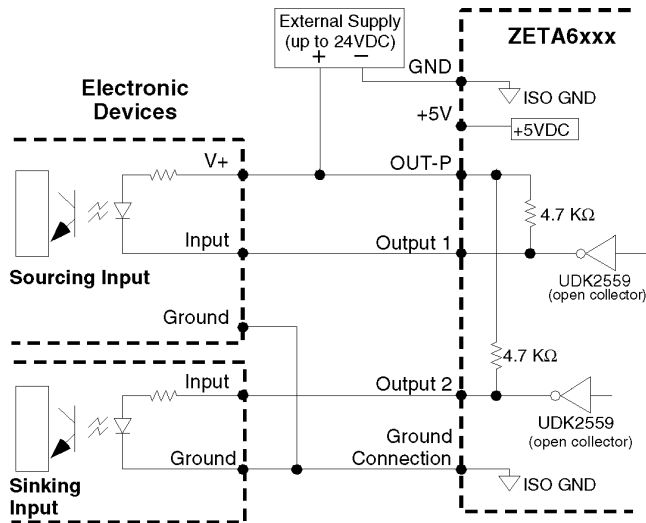 External Supply
(up to 24VDC)
+ −
ZETA6xxx
GND
ISO GND
Electronic
Devices
+5V
+5VDC
V+
OUT-P
4.7 KΩ
Input
Output 1
Sourcing Input
UDK2559
(open collector)
Ground
4.7 KΩ
Input
Output 2
UDK2559
(open collector)
Ground
Ground
Connection
ISO GND
Sinking
Input